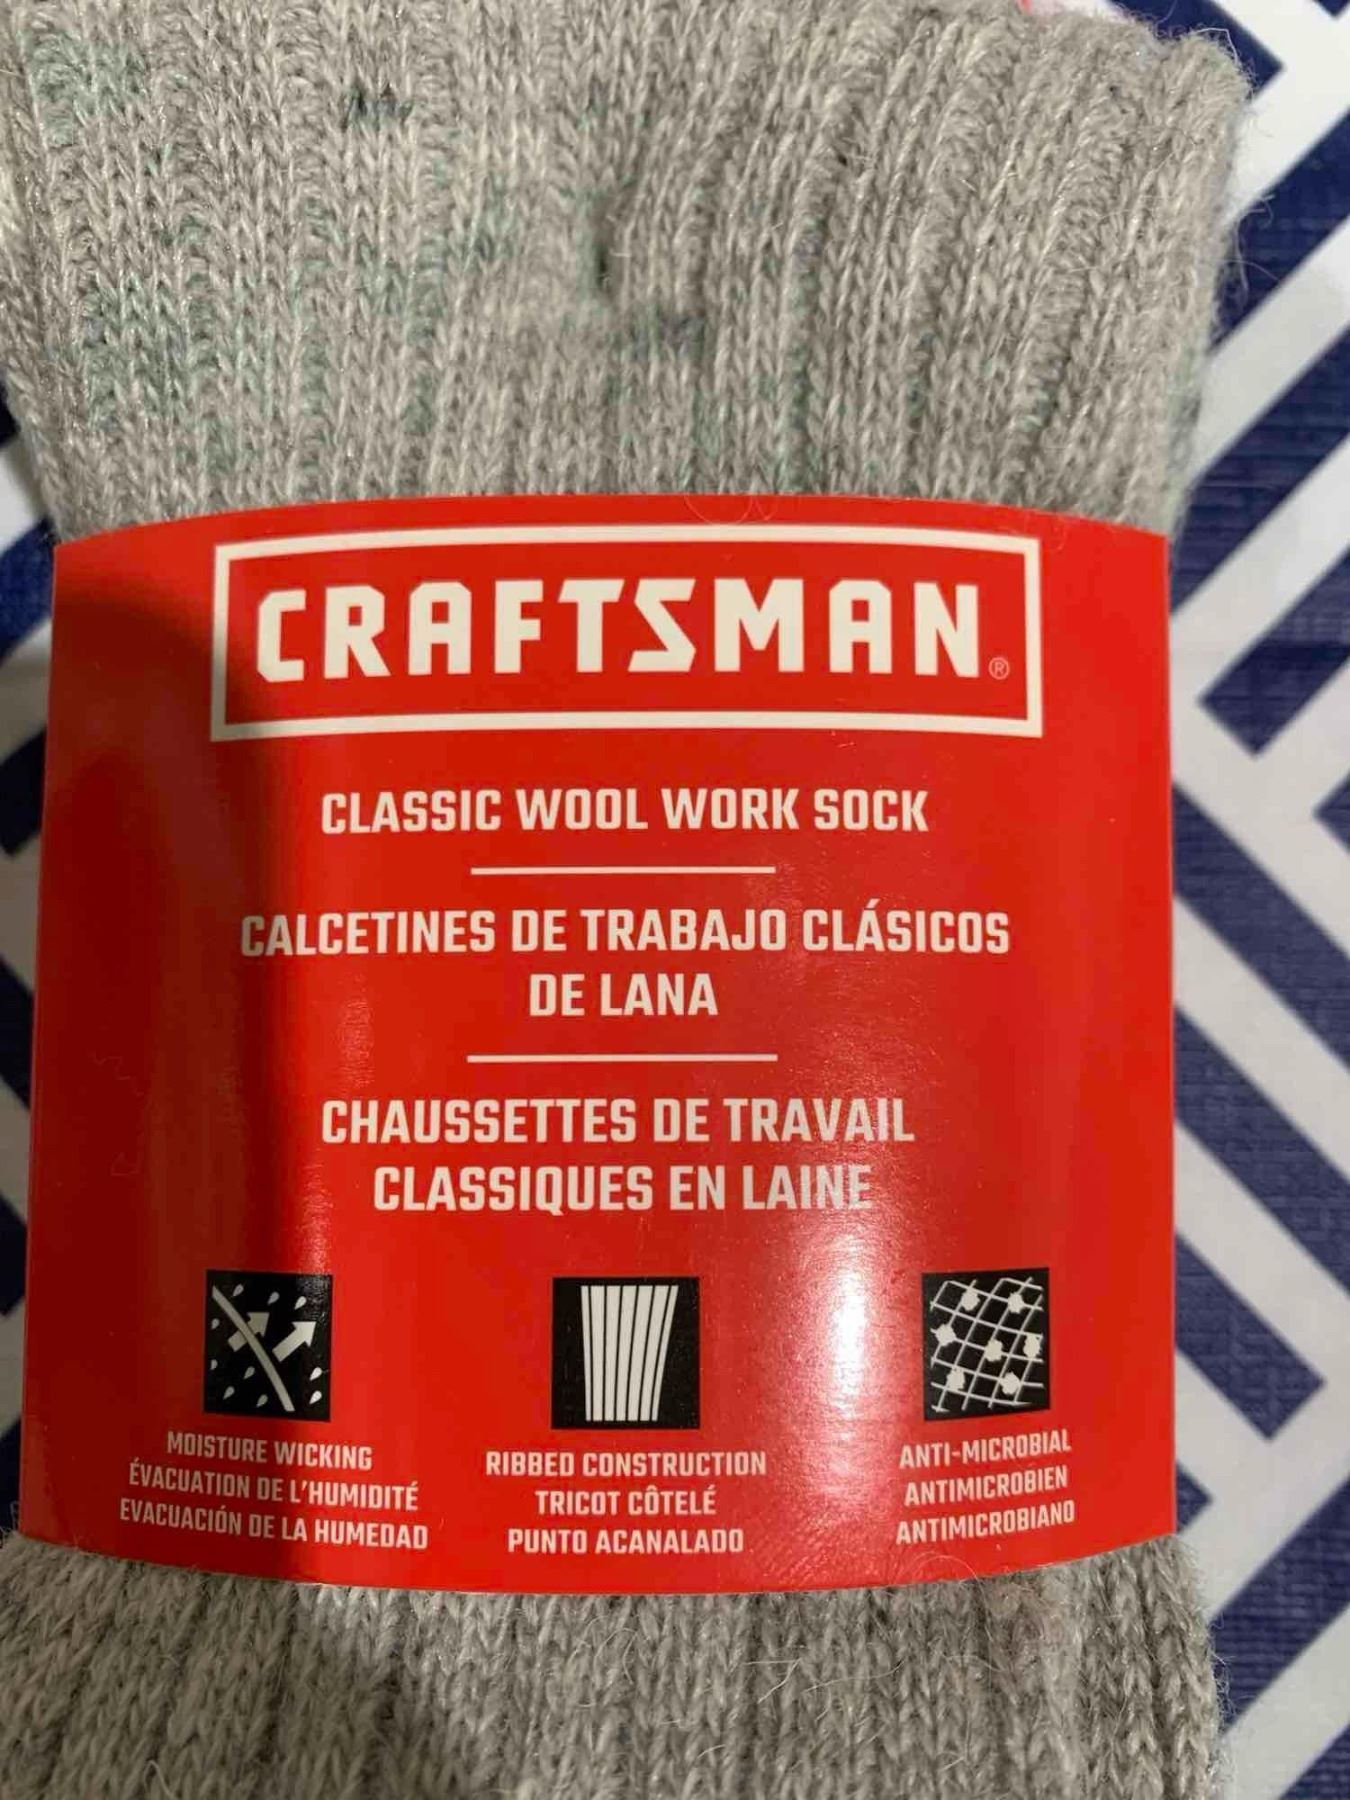 CRAFTSMAN®
CLASSIC WOOL WORK SOCK
CALCETINES DE TRABAJO CLÁSICOS
DE LANA
CHAUSSETTES DE TRAVAIL
CLASSIQUES EN LAINE
MOISTURE WICKING
ÉVACUATION DE L'HUMIDITÉ
EVACUACIÓN DE LA HUMEDAD
RIBBED CONSTRUCTION
TRICOT CÔTELÉ
PUNTO ACANALADO
ANTI-MICROBIAL
ANTIMICROBIEN
ANTIMICROBIANO